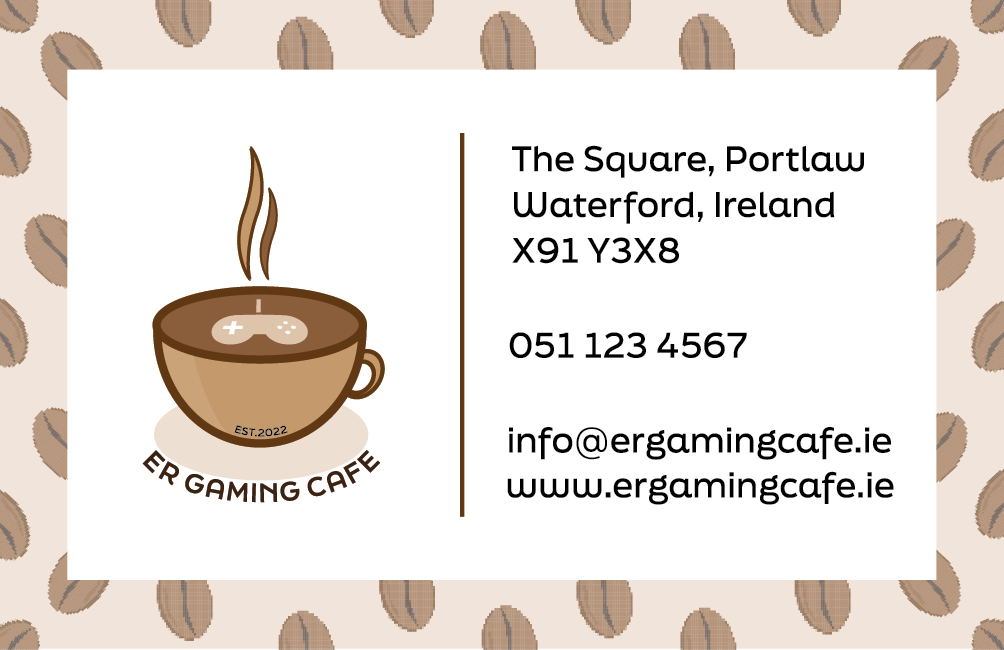 EST.2022
ER GAMING CAFE
The Square, Portlaw
Waterford, Ireland
X91 Y3X8
051 123 4567
info@ergamingcafe.ie
www.ergamingcafe.ie